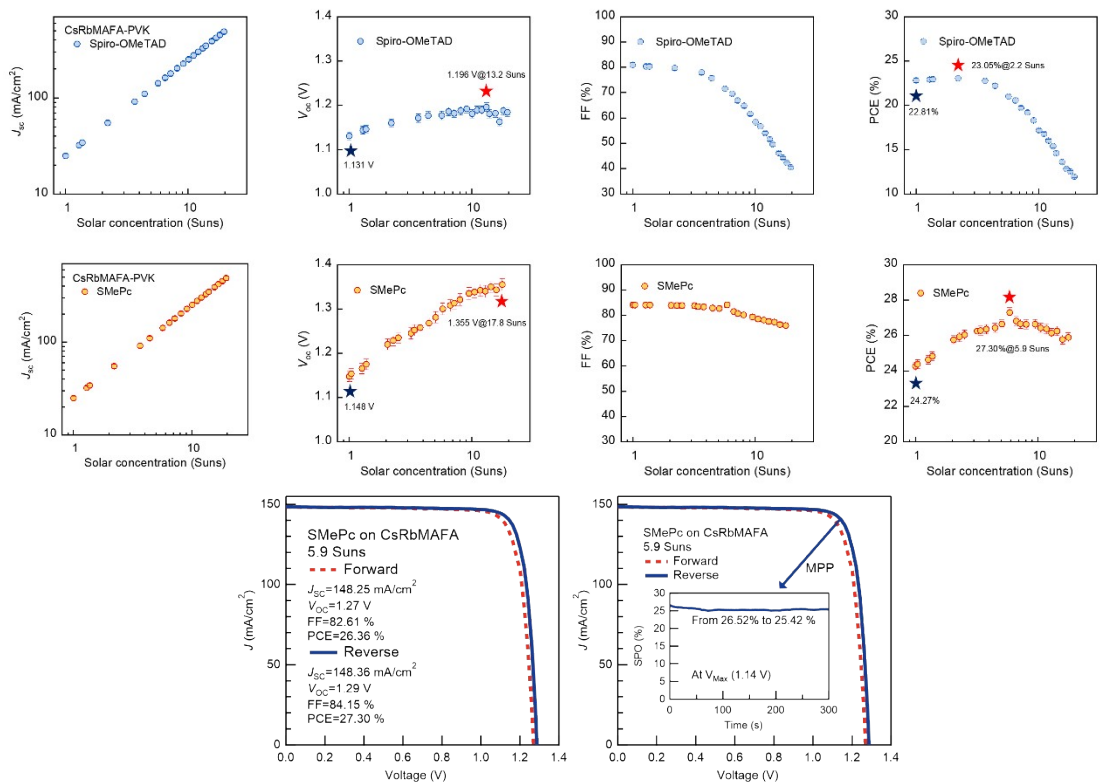 CsRbMAFA-PVK
Spiro-OMeTAD
Jsc (mA/cm²)
100
10
1
10
Solar concentration (Suns)
Spiro-OMeTAD
1.196 V@13.2 Suns
1.131 V
Voc (V)
1.4
1.3
1.2
1.1
1.0
1
10
Solar concentration (Suns)
Spiro-OMeTAD
FF (%)
100
90
80
70
60
50
40
30
1
10
Solar concentration (Suns)
Spiro-OMeTAD
23.05%@2.2 Suns
22.81%
PCE (%)
30
25
20
15
10
1
10
Solar concentration (Suns)
CsRbMAFA-PVK
SMePc
Jsc (mA/cm²)
100
10
1
10
Solar concentration (Suns)
SMePc
1.355 V@17.8 Suns
1.148 V
Voc (V)
1.4
1.3
1.2
1.1
1.0
1
10
Solar concentration (Suns)
SMePc
FF (%)
100
90
80
70
60
50
40
30
1
10
Solar concentration (Suns)
SMePc
27.30%@5.9 Suns
24.27%
PCE (%)
30
28
26
24
22
20
1
10
Solar concentration (Suns)
J (mA/cm²)
150
100
50
0
SMePc on CsRbMAFA
5.9 Suns
Forward
JSC=148.25 mA/cm²
VOC=1.27 V
FF=82.61 %
PCE=26.36 %
Reverse
JSC=148.36 mA/cm²
VOC=1.29 V
FF=84.15 %
PCE=27.30 %
0.0 0.2 0.4 0.6 0.8 1.0 1.2 1.4
Voltage (V)
J (mA/cm²)
150
100
50
0
SMePc on CsRbMAFA
5.9 Suns
Forward
Reverse
MPP
SPO (%)
30
25
20
15
10
5
0
From 26.52% to 25.42 %
At VMax (1.14 V)
0 100 200 300
Time (s)
0.0 0.2 0.4 0.6 0.8 1.0 1.2 1.4
Voltage (V)